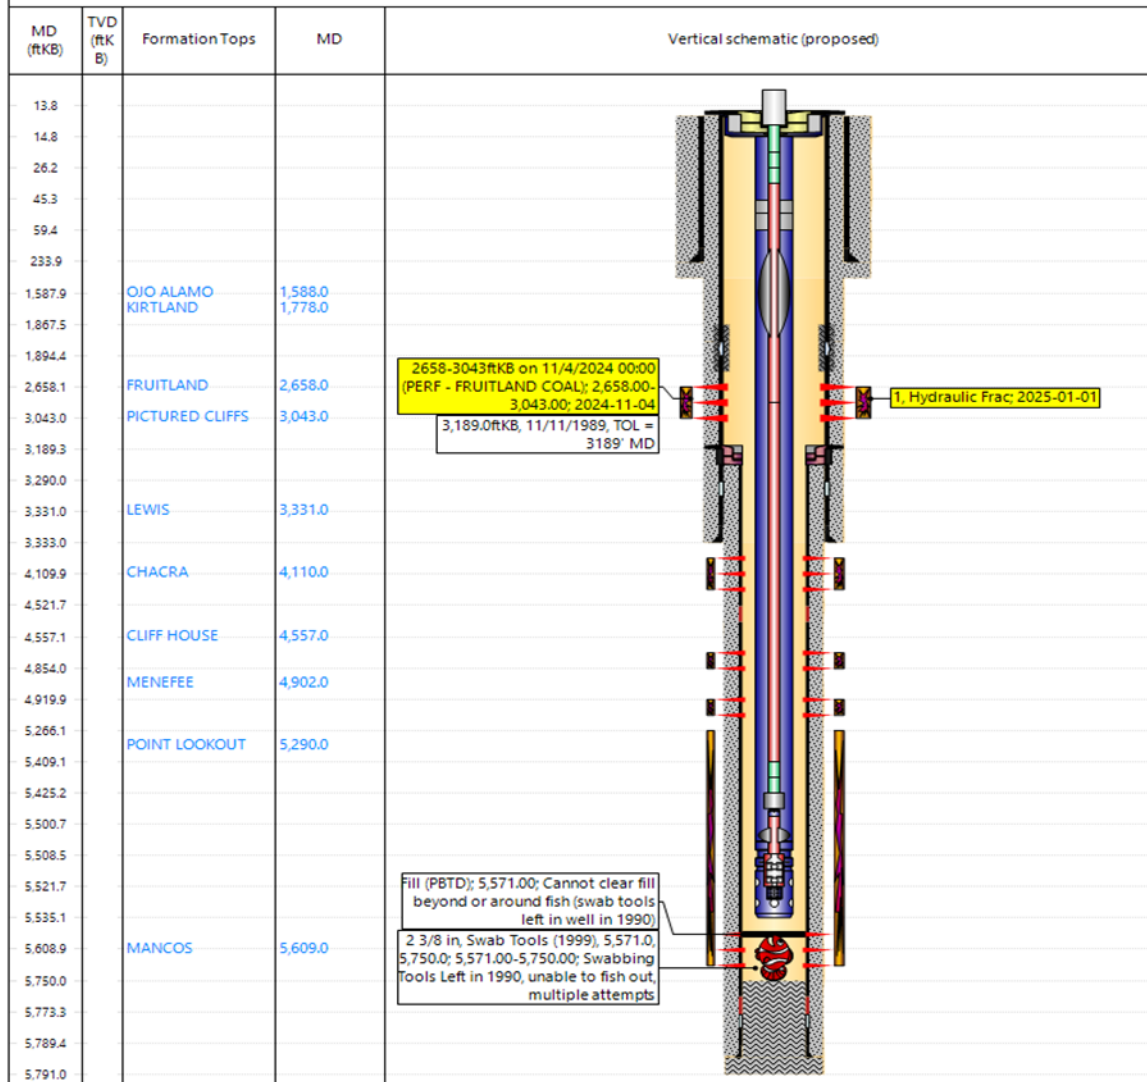 MD
(ftKB)
TVD
(ftK
B)
Formation Tops
MD
Vertical schematic (proposed)
13.8
14.8
26.2
45.3
59.4
233.9
1,587.9
OJO ALAMO
1,588.0
KIRTLAND
1,778.0
1,867.5
1,894.4
2658-3043ftKB on 11/4/2024 00:00
(PERF - FRUITLAND COAL); 2,658.00-
3,043.00; 2024-11-04
2,658.1
FRUITLAND
2,658.0
1, Hydraulic Frac; 2025-01-01
3,043.0
PICTURED CLIFFS
3,043.0
3,189.0ftKB, 11/11/1989, TOL =
3189' MD
3,189.3
3,290.0
3,331.0
LEWIS
3,331.0
3,333.0
4,109.9
CHACRA
4,110.0
4,521.7
4,557.1
CLIFF HOUSE
4,557.0
4,854.0
MENEFEE
4,902.0
4,919.9
5,266.1
POINT LOOKOUT
5,290.0
5,409.1
5,425.2
5,500.7
5,508.5
5,521.7
Fill (PBTD); 5,571.00; Cannot clear fill
beyond or around fish (swab tools
left in well in 1990)
5,535.1
2 3/8 in, Swab Tools (1999), 5,571.0,
5,750.0; 5,571.00-5,750.00; Swabbing
Tools Left in 1990, unable to fish out,
multiple attempts
5,608.9
MANCOS
5,609.0
5,750.0
5,773.3
5,789.4
5,791.0